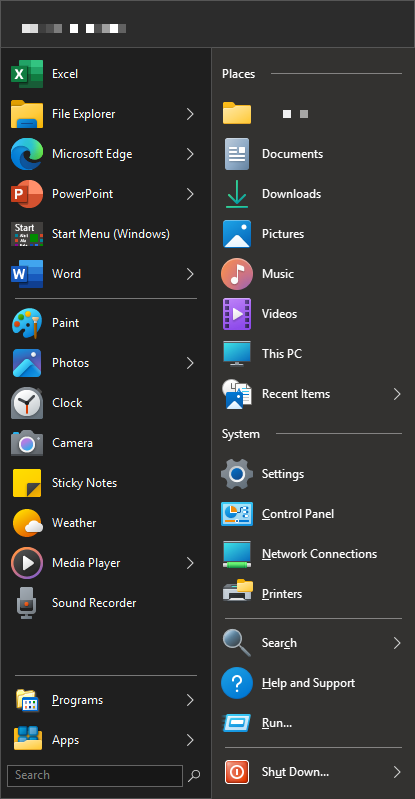 Excel
File Explorer
Microsoft Edge
PowerPoint
Start
Start Menu (Windows)
Word
Paint
Photos
Clock
Camera
Sticky Notes
Weather
Media Player
Sound Recorder
Programs
Apps
Search
Places
Documents
Downloads
Pictures
Music
Videos
This PC
Recent Items
System
Settings
Control Panel
Network Connections
Printers
Search
Help and Support
Run...
Shut Down...